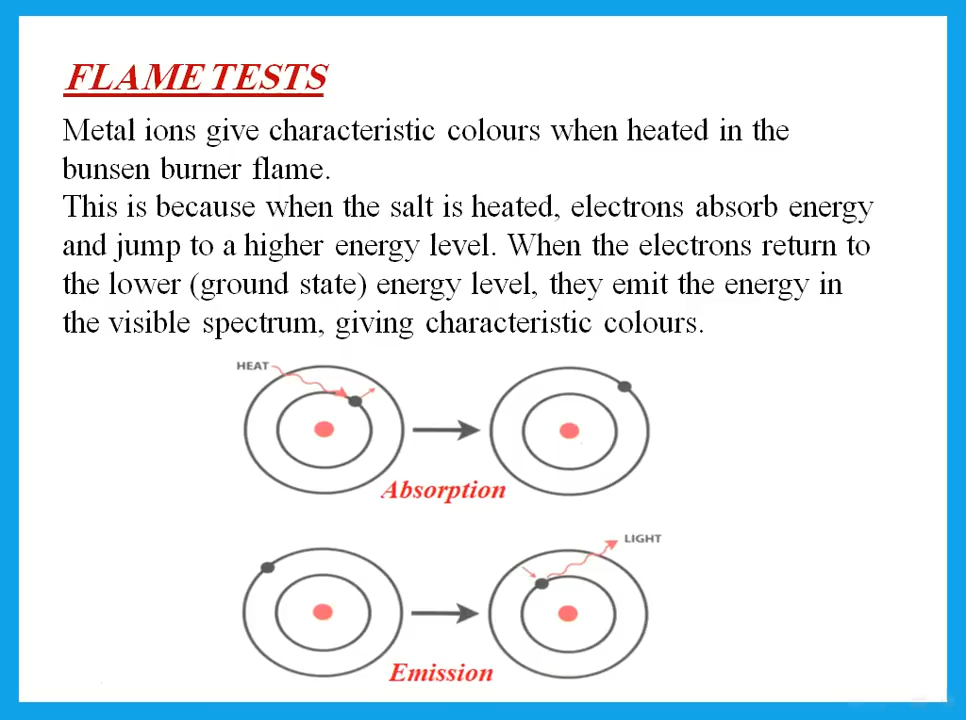 FLAME TESTS
Metal ions give characteristic colours when heated in the
bunsen burner flame.
This is because when the salt is heated, electrons absorb energy
and jump to a higher energy level. When the electrons return to
the lower (ground state) energy level, they emit the energy in
the visible spectrum, giving characteristic colours.
HEAT
Absorption
LIGHT
Emission